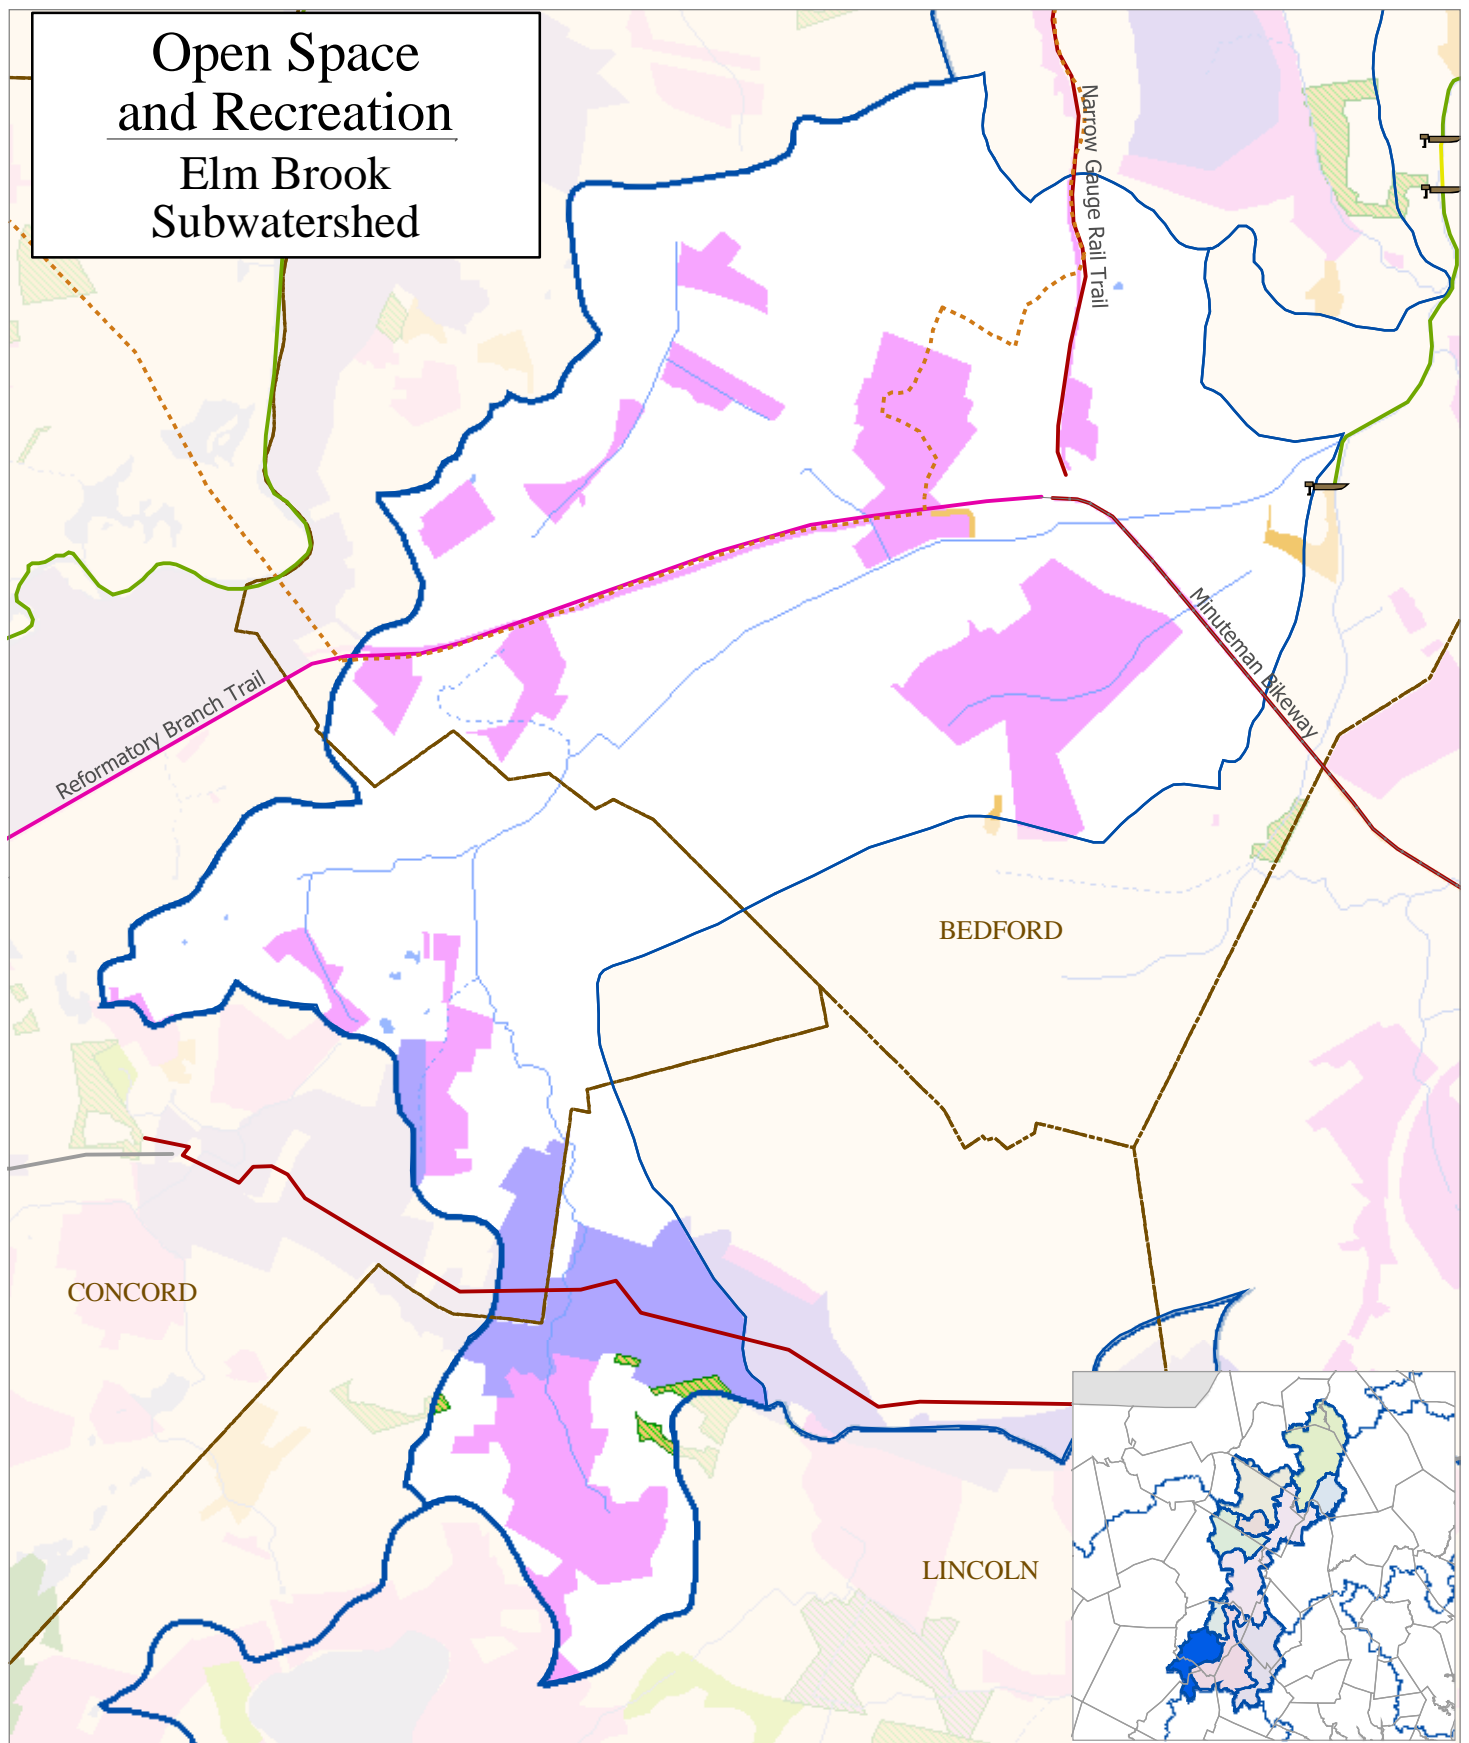 Open Space
and Recreation
Elm Brook
Subwatershed
Narrow Gauge Rail Trail
Minuteman Bikeway
Reformatory Branch Trail
BEDFORD
CONCORD
LINCOLN